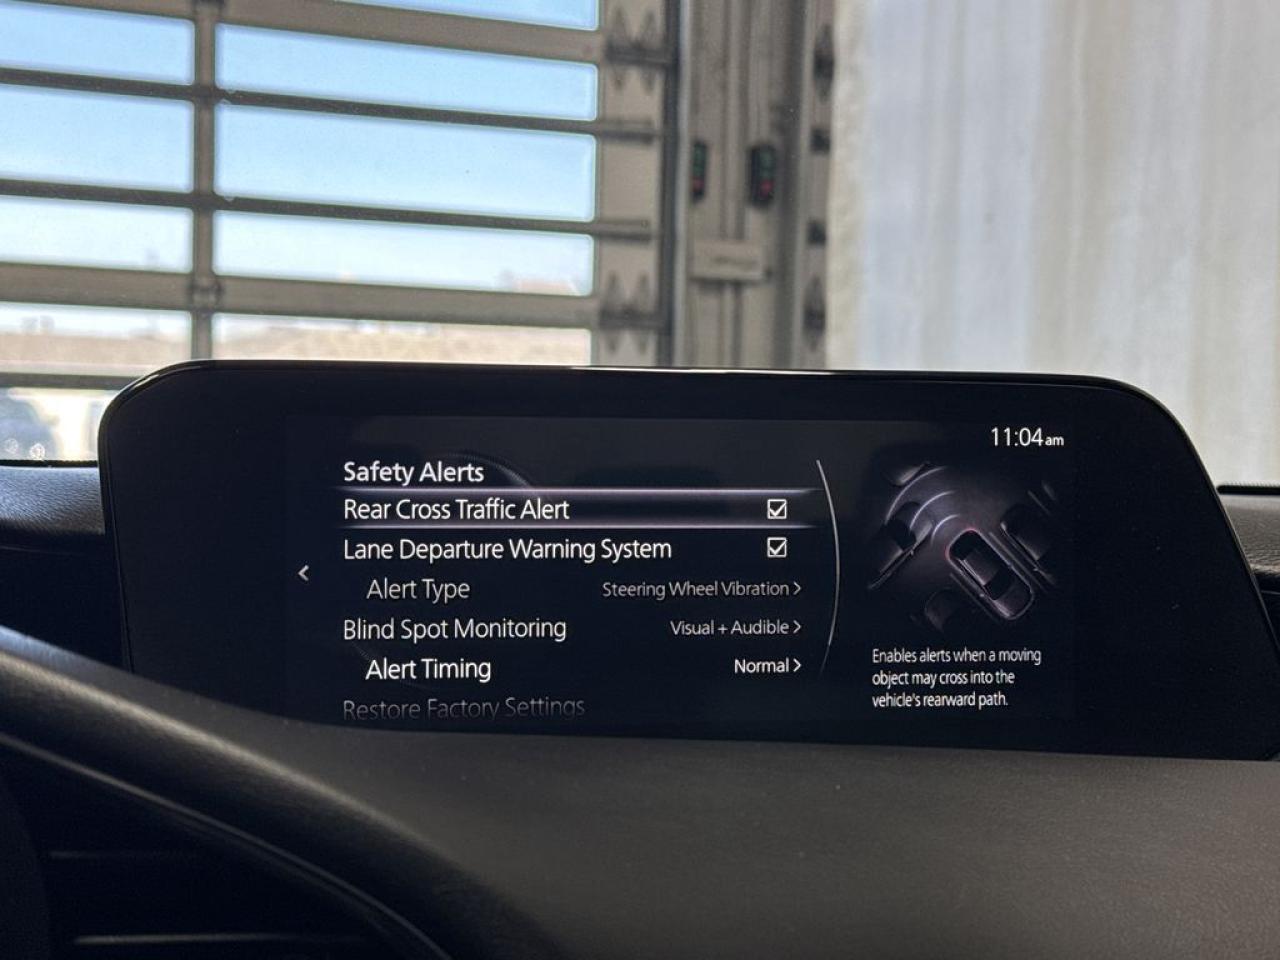 11:04am
Safety Alerts
Rear Cross Traffic Alert
Lane Departure Warning System
Alert Type Steering Wheel Vibration >
Blind Spot Monitoring Visual + Audible >
Alert Timing Normal >
Restore Factory Settings
Enables alerts when a moving
object may cross into the
vehicle's rearward path.